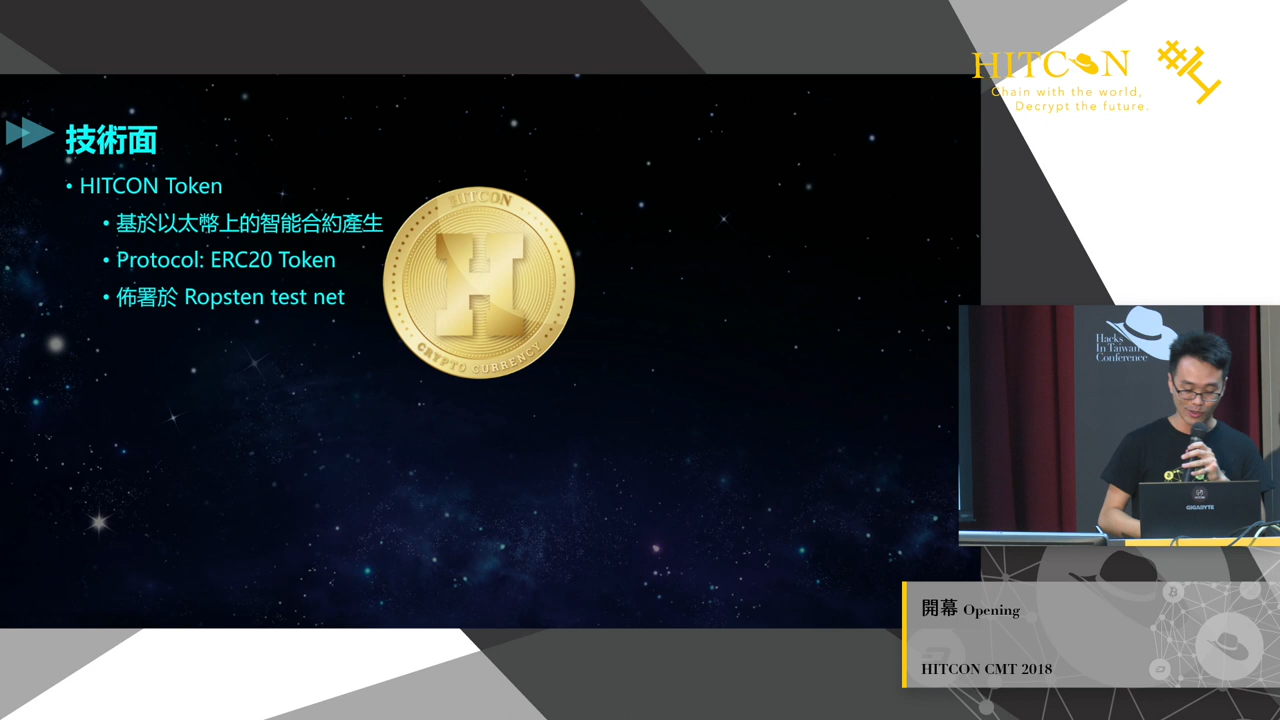 HITCON #14
Chain with the world,
Decrypt the future.
技術面
• HITCON Token
• 基於以太幣上的智能合約產生
• Protocol: ERC20 Token
• 佈署於 Ropsten test net
HITCON
H
CRYPTO CURRENCY
Hacks
In Taiwan
Conference
GIGABYTE
開幕 Opening
HITCON CMT 2018